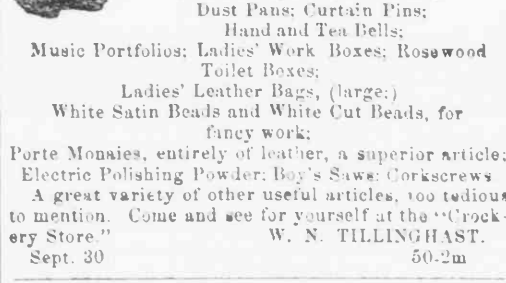 Dust Pans; Curtain Pins;
Hand and Tea Bells;
Music Portfolios; Ladies' Work Boxes; Rosewood
Toilet Boxes;
Ladies' Leather Bags, (large;)
White Satin Beads and White Cut Beads, for
fancy work;
Porte Monaies, entirely of leather, a superior article;
Electric Polishing Powder; Boy's Saws; Corkscrews
A great variety of other useful articles, too tedious
to mention. Come and see for yourself at the "Crock-
ery Store." W. N. TILLINGHAST.
Sept. 30 50-2m